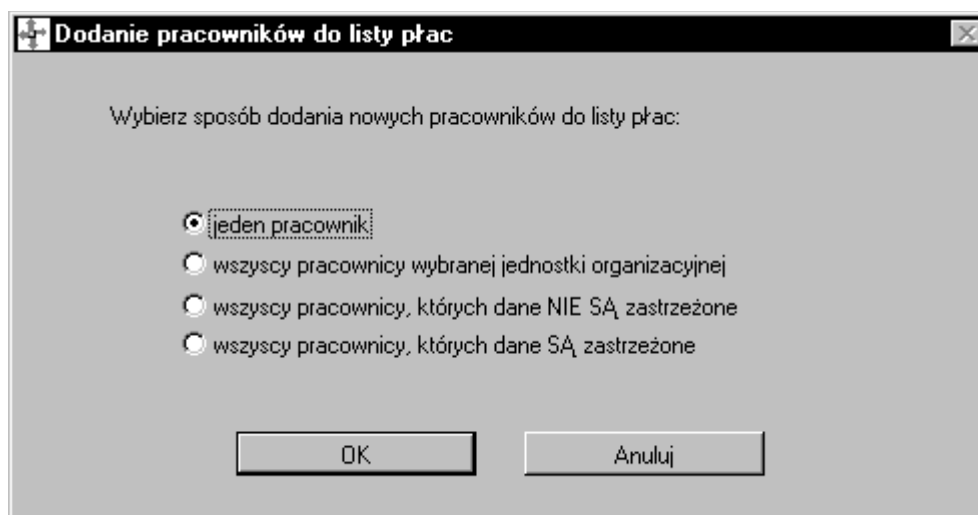 Dodanie pracowników do listy płac
Wybierz sposób dodania nowych pracowników do listy płac:
jeden pracownik
wszyscy pracownicy wybranej jednostki organizacyjnej
wszyscy pracownicy, których dane NIE SĄ zastrzeżone
wszyscy pracownicy, których dane SĄ zastrzeżone
OK Anuluj